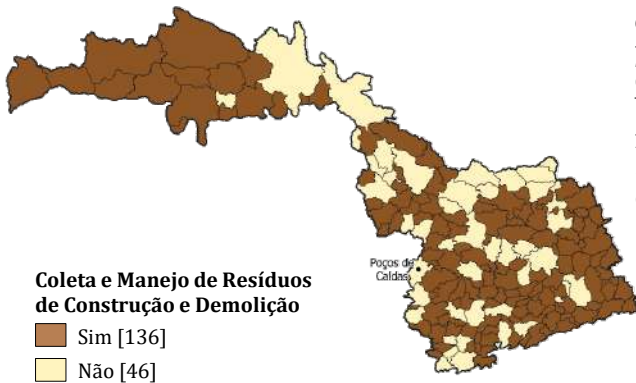 Poços de
Caldas
Coleta e Manejo de Resíduos
de Construção e Demolição
Sim [136]
Não [46]